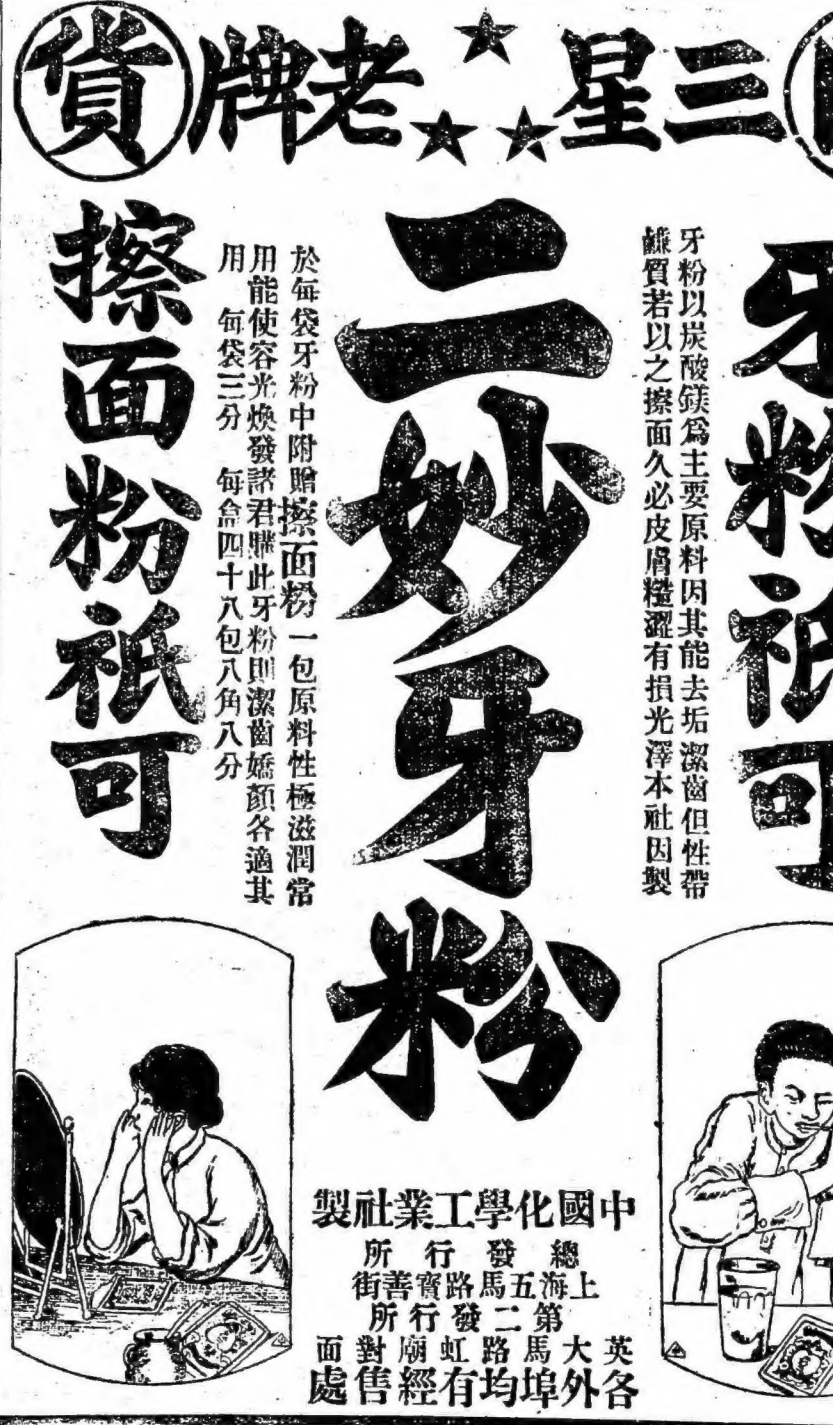 三星老牌 貨
牙粉祇可
牙粉以炭酸鎂爲主要原料因其能去垢潔齒但性帶
鹼質若以之擦面久必皮膚糙澀有損光澤本社因製
二妙牙粉
於每袋牙粉中附贈擦面粉一包原料性極滋潤常
用能使容光煥發諸君購此牙粉則潔齒嬌顏各適其
用　每袋三分　每盒四十八包八角八分
擦面粉祇可
中國化學工業社製
總發行所
上海五馬路寶善街
第二發行所
英大馬路虹廟對面
各外埠均有經售處